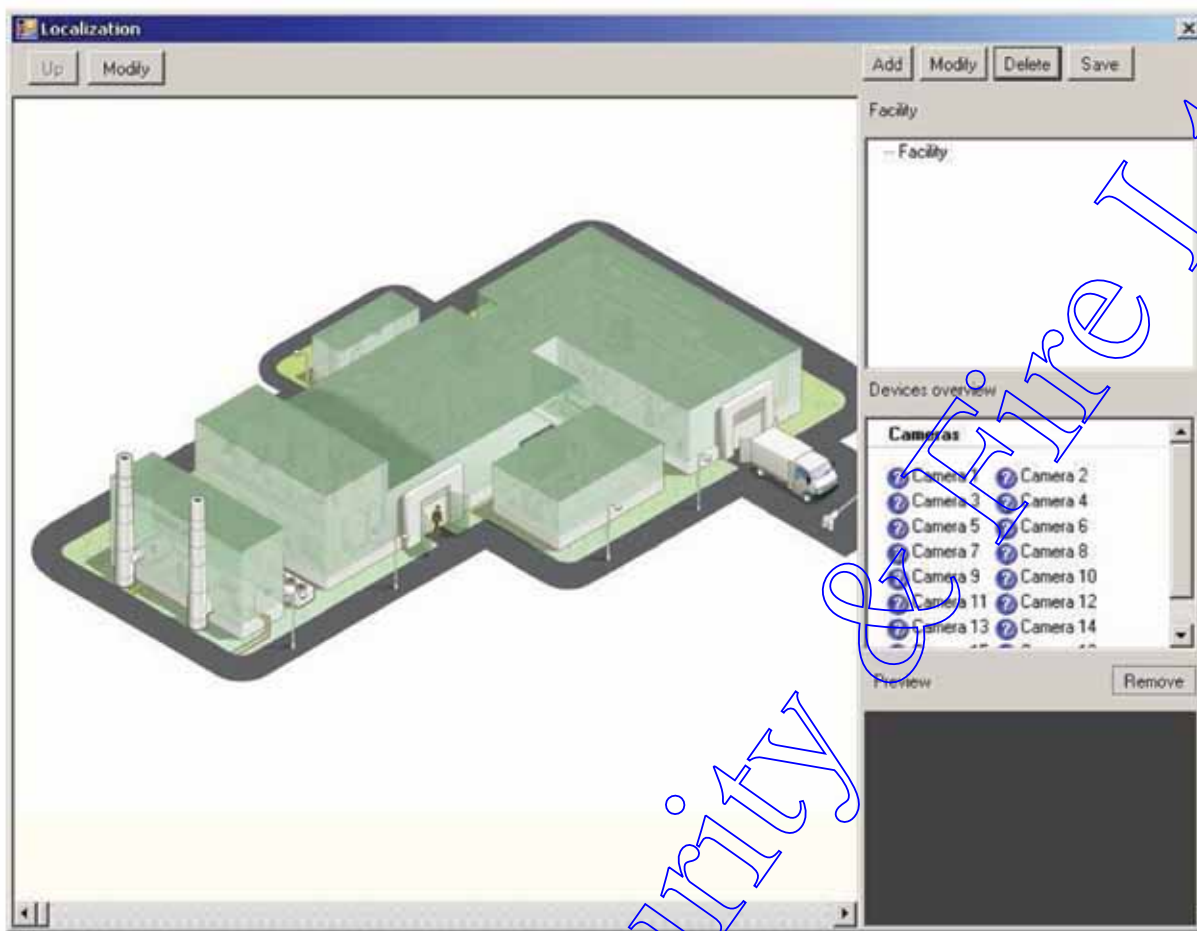 Localization
Up Modify
Add Modify Delete Save
Facility
Facility
Devices overview
Cameras
Camera 1 Camera 2
Camera 3 Camera 4
Camera 5 Camera 6
Camera 7 Camera 8
Camera 9 Camera 10
Camera 11 Camera 12
Camera 13 Camera 14
Preview Remove
& Fire